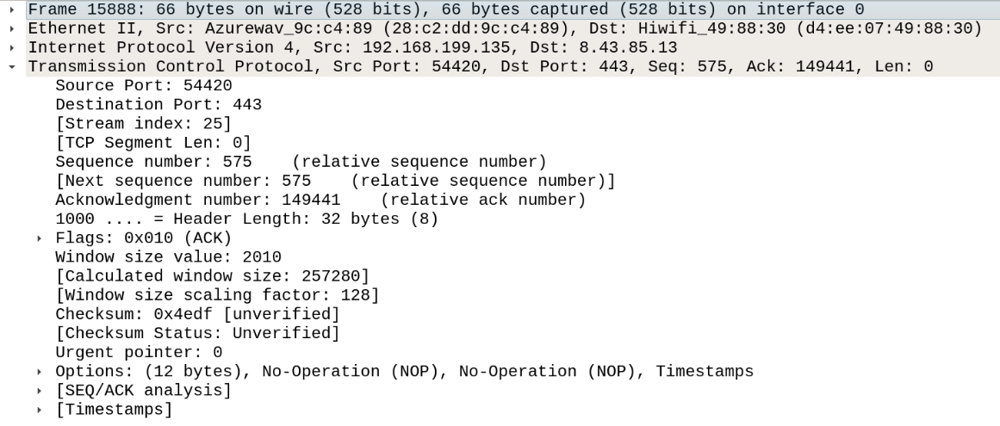 Frame 15888: 66 bytes on wire (528 bits), 66 bytes captured (528 bits) on interface 0
Ethernet II, Src: Azurewav_9c:c4:89 (28:c2:dd:9c:c4:89), Dst: Hiwifi_49:88:30 (d4:ee:07:49:88:30)
Internet Protocol Version 4, Src: 192.168.199.135, Dst: 8.43.85.13
Transmission Control Protocol, Src Port: 54420, Dst Port: 443, Seq: 575, Ack: 149441, Len: 0
Source Port: 54420
Destination Port: 443
[Stream index: 25]
[TCP Segment Len: 0]
Sequence number: 575    (relative sequence number)
[Next sequence number: 575    (relative sequence number)]
Acknowledgment number: 149441    (relative ack number)
1000 .... = Header Length: 32 bytes (8)
Flags: 0x010 (ACK)
Window size value: 2010
[Calculated window size: 257280]
[Window size scaling factor: 128]
Checksum: 0x4edf [unverified]
[Checksum Status: Unverified]
Urgent pointer: 0
Options: (12 bytes), No-Operation (NOP), No-Operation (NOP), Timestamps
[SEQ/ACK analysis]
[Timestamps]